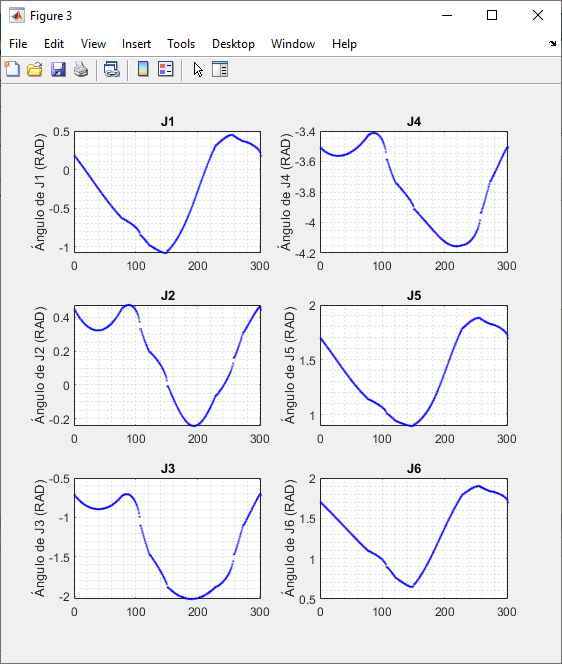 Figure 3
File Edit View Insert Tools Desktop Window Help
J1
Ángulo de J1 (RAD)
0.5
0
-0.5
-1
0 100 200 300
J4
Ángulo de J4 (RAD)
-3.4
-3.6
-3.8
-4
-4.2
0 100 200 300
J2
Ángulo de J2 (RAD)
0.4
0.2
0
-0.2
0 100 200 300
J5
Ángulo de J5 (RAD)
2
1.5
1
0 100 200 300
J3
Ángulo de J3 (RAD)
-0.5
-1
-1.5
-2
0 100 200 300
J6
Ángulo de J6 (RAD)
2
1.5
1
0.5
0 100 200 300